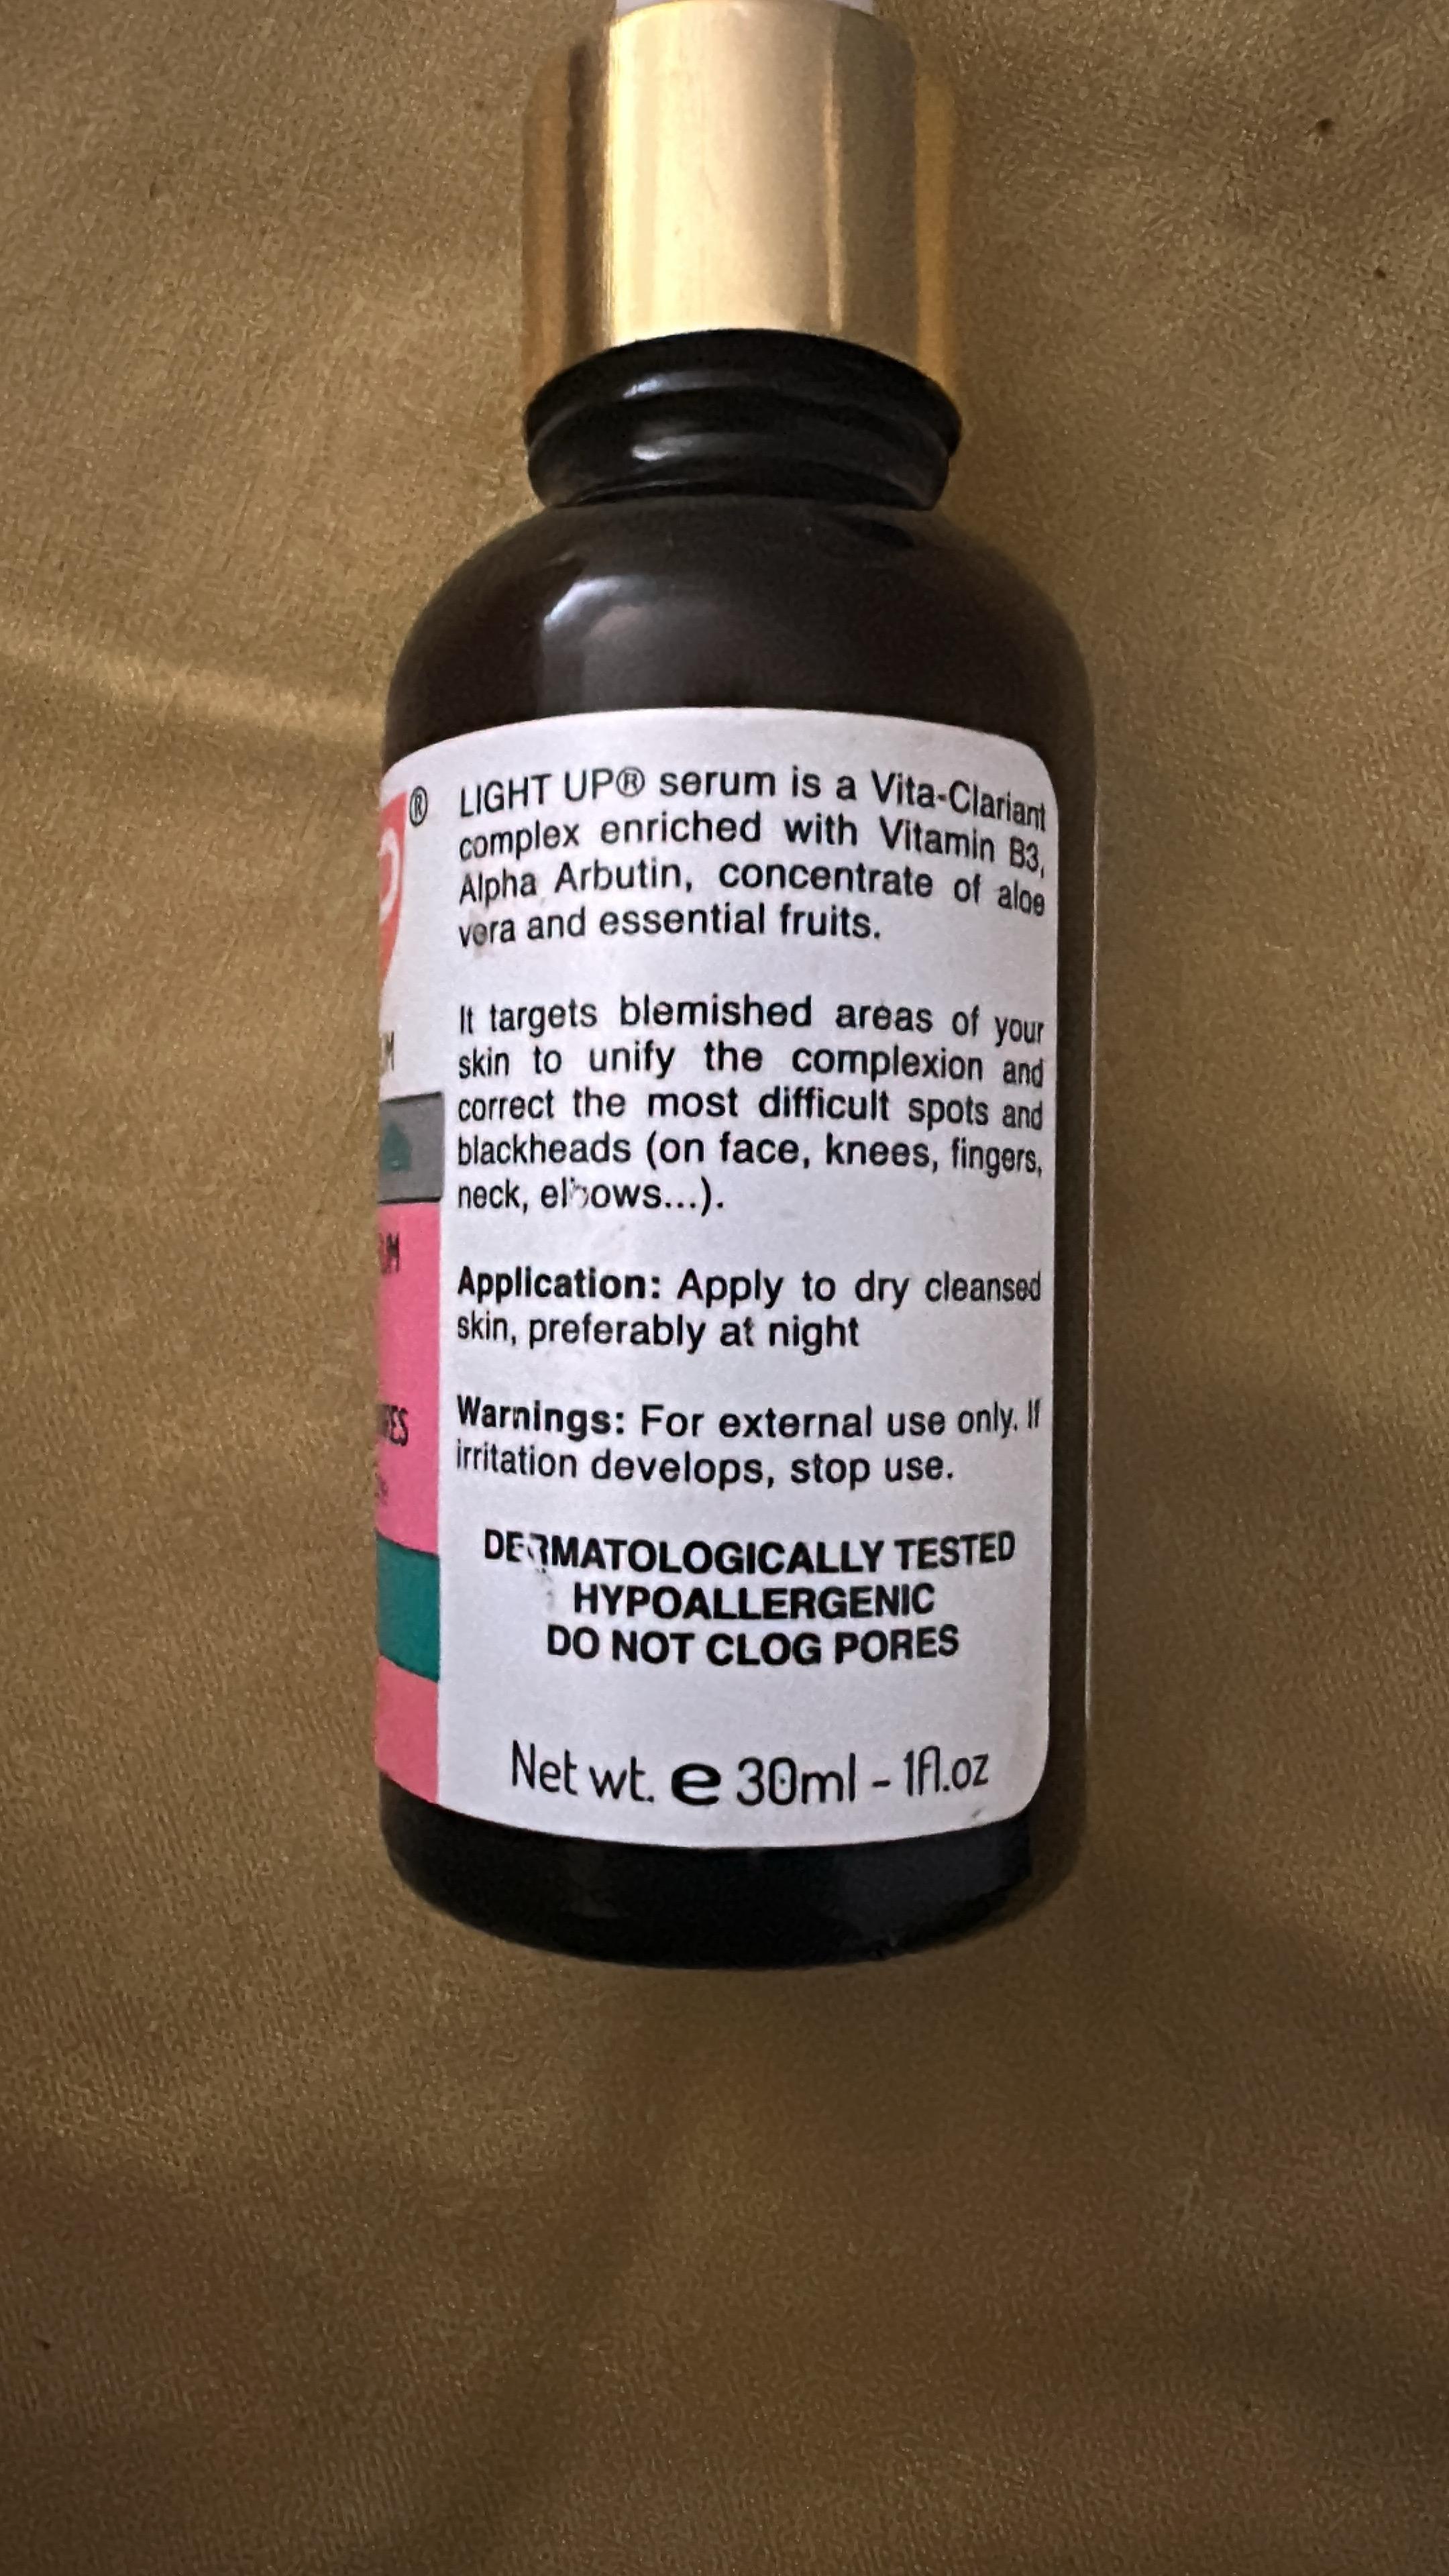 ®
LIGHT UP® serum is a Vita-Clariant
complex enriched with Vitamin B3,
Alpha Arbutin, concentrate of aloe
vera and essential fruits.
It targets blemished areas of your
skin to unify the complexion and
correct the most difficult spots and
blackheads (on face, knees, fingers,
neck, elbows...).
Application: Apply to dry cleansed
skin, preferably at night
Warnings: For external use only. If
irritation develops, stop use.
DERMATOLOGICALLY TESTED
HYPOALLERGENIC
DO NOT CLOG PORES
Net wt. e 30ml - 1fl.oz